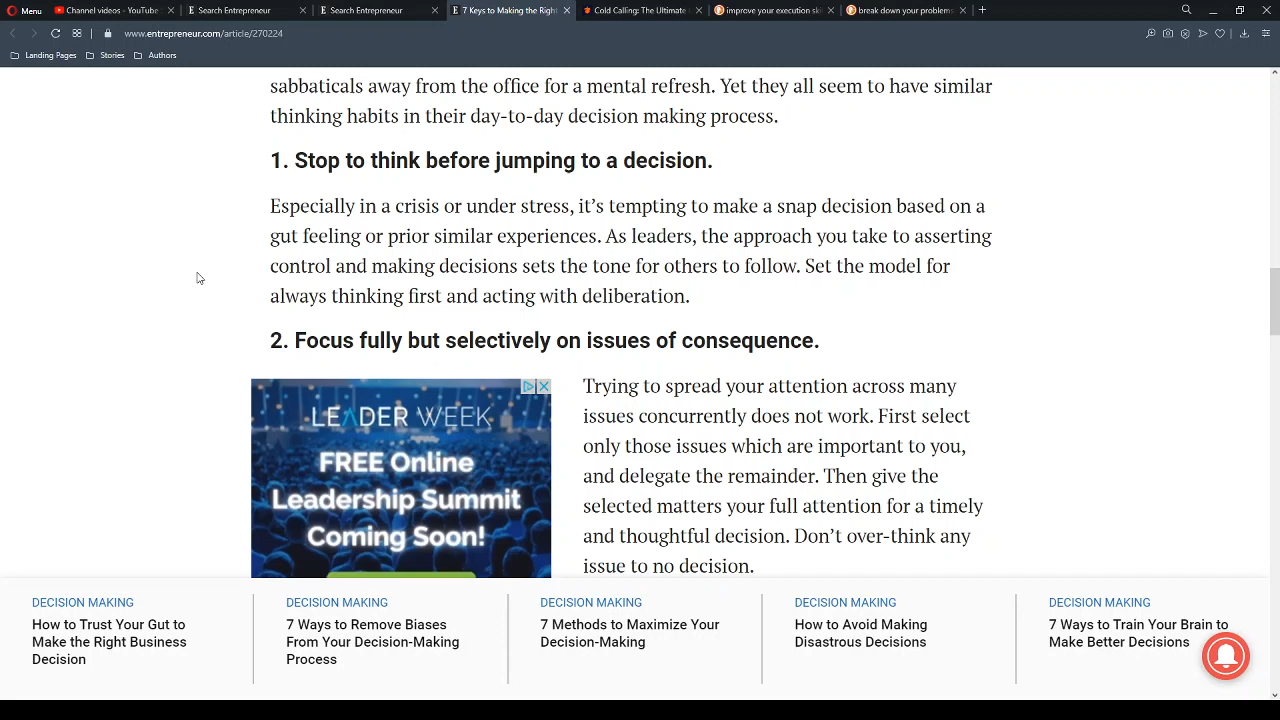 Menu
Channel videos - YouTube
Search Entrepreneur
Search Entrepreneur
7 Keys to Making the Right
Cold Calling: The Ultimate
improve your execution ski
break down your problems
www.entrepreneur.com/article/270224
Landing Pages
Stories
Authors
sabbaticals away from the office for a mental refresh. Yet they all seem to have similar
thinking habits in their day-to-day decision making process.
1. Stop to think before jumping to a decision.
Especially in a crisis or under stress, it’s tempting to make a snap decision based on a
gut feeling or prior similar experiences. As leaders, the approach you take to asserting
control and making decisions sets the tone for others to follow. Set the model for
always thinking first and acting with deliberation.
2. Focus fully but selectively on issues of consequence.
LEADER WEEK
FREE Online
Leadership Summit
Coming Soon!
Trying to spread your attention across many
issues concurrently does not work. First select
only those issues which are important to you,
and delegate the remainder. Then give the
selected matters your full attention for a timely
and thoughtful decision. Don’t over-think any
issue to no decision.
DECISION MAKING
How to Trust Your Gut to
Make the Right Business
Decision
DECISION MAKING
7 Ways to Remove Biases
From Your Decision-Making
Process
DECISION MAKING
7 Methods to Maximize Your
Decision-Making
DECISION MAKING
How to Avoid Making
Disastrous Decisions
DECISION MAKING
7 Ways to Train Your Brain to
Make Better Decisions